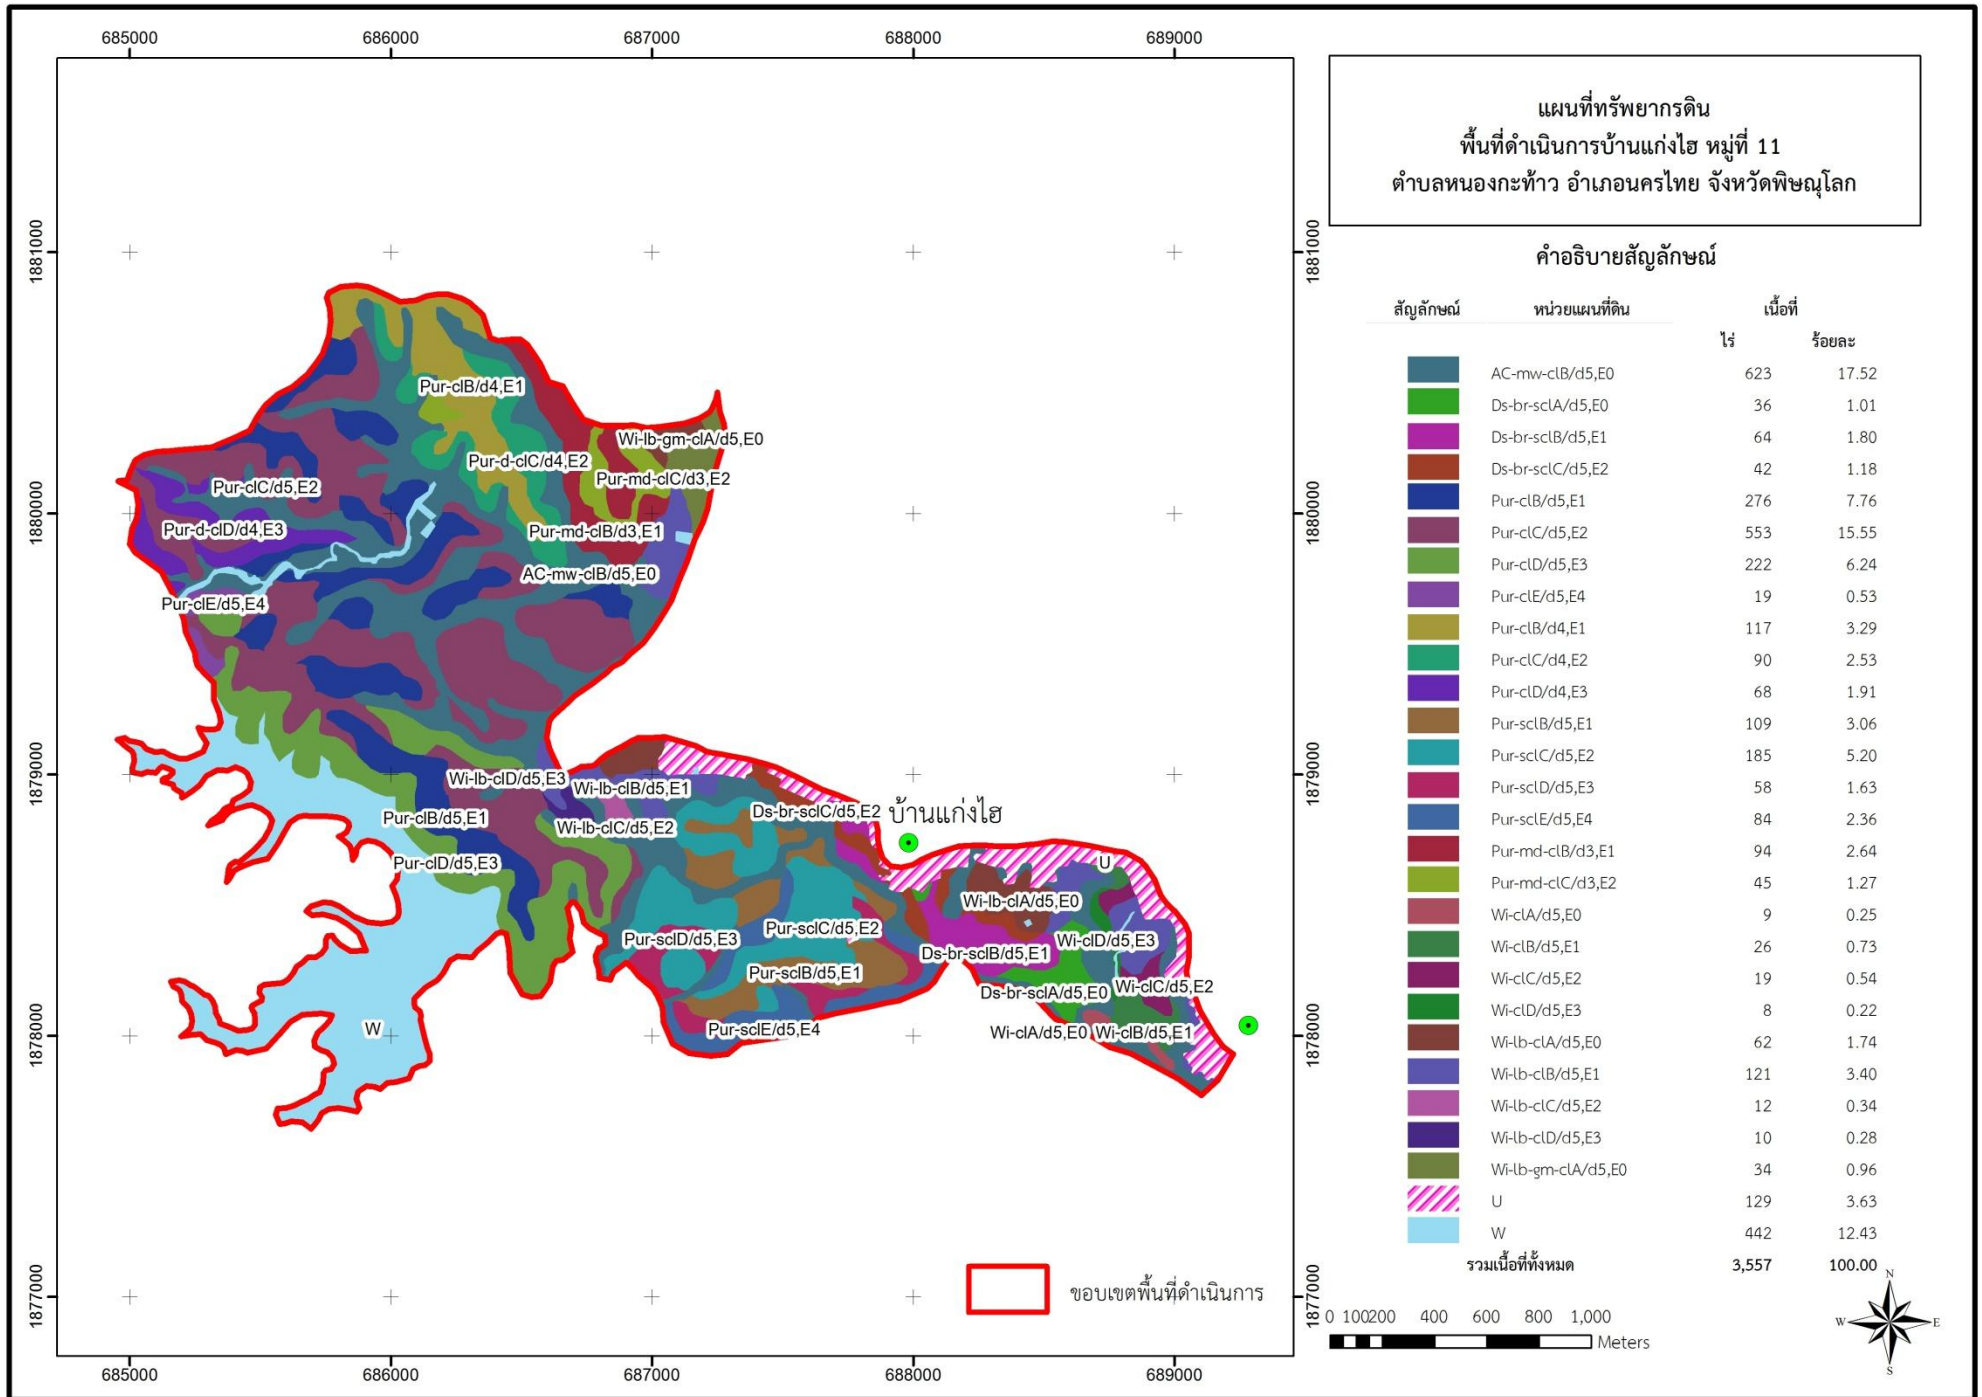 685000 686000 687000 688000 689000
แผนที่ทรัพยากรดิน
พื้นที่ดำเนินการบ้านแก่งไฮ หมู่ที่ 11
ตำบลหนองกะท้าว อำเภอนครไทย จังหวัดพิษณุโลก
คำอธิบายสัญลักษณ์
สัญลักษณ์ หน่วยแผนที่ดิน เนื้อที่
ไร่ ร้อยละ
AC-mw-clB/d5,E0 623 17.52
Ds-br-sclA/d5,E0 36 1.01
Ds-br-sclB/d5,E1 64 1.80
Ds-br-sclC/d5,E2 42 1.18
Pur-clB/d5,E1 276 7.76
Pur-clC/d5,E2 553 15.55
Pur-clD/d5,E3 222 6.24
Pur-clE/d5,E4 19 0.53
Pur-clB/d4,E1 117 3.29
Pur-clC/d4,E2 90 2.53
Pur-clD/d4,E3 68 1.91
Pur-sclB/d5,E1 109 3.06
Pur-sclC/d5,E2 185 5.20
Pur-sclD/d5,E3 58 1.63
Pur-sclE/d5,E4 84 2.36
Pur-md-clB/d3,E1 94 2.64
Pur-md-clC/d3,E2 45 1.27
Wi-clA/d5,E0 9 0.25
Wi-clB/d5,E1 26 0.73
Wi-clC/d5,E2 19 0.54
Wi-clD/d5,E3 8 0.22
Wi-lb-clA/d5,E0 62 1.74
Wi-lb-clB/d5,E1 121 3.40
Wi-lb-clC/d5,E2 12 0.34
Wi-lb-clD/d5,E3 10 0.28
Wi-lb-gm-clA/d5,E0 34 0.96
U 129 3.63
W 442 12.43
รวมเนื้อที่ทั้งหมด 3,557 100.00
0 100 200 400 600 800 1,000
Meters
N
W E
S
1881000 1881000
1880000 1880000
1879000 1879000
1878000 1878000
1877000 1877000
Pur-clB/d4,E1
Wi-lb-gm-clA/d5,E0
Pur-d-clC/d4,E2
Pur-md-clC/d3,E2
Pur-clC/d5,E2
Pur-d-clD/d4,E3
Pur-md-clB/d3,E1
AC-mw-clB/d5,E0
Pur-clE/d5,E4
Wi-lb-clD/d5,E3
Wi-lb-clB/d5,E1
Ds-br-sclC/d5,E2
บ้านแก่งไฮ
Pur-clB/d5,E1
Wi-lb-clC/d5,E2
Pur-clD/d5,E3
U
Wi-lb-clA/d5,E0
Pur-sclC/d5,E2
Pur-sclD/d5,E3
Wi-clD/d5,E3
Ds-br-sclB/d5,E1
Pur-sclB/d5,E1
Wi-clC/d5,E2
Ds-br-sclA/d5,E0
W
Pur-sclE/d5,E4
Wi-clA/d5,E0
Wi-clB/d5,E1
ขอบเขตพื้นที่ดำเนินการ
685000 686000 687000 688000 689000